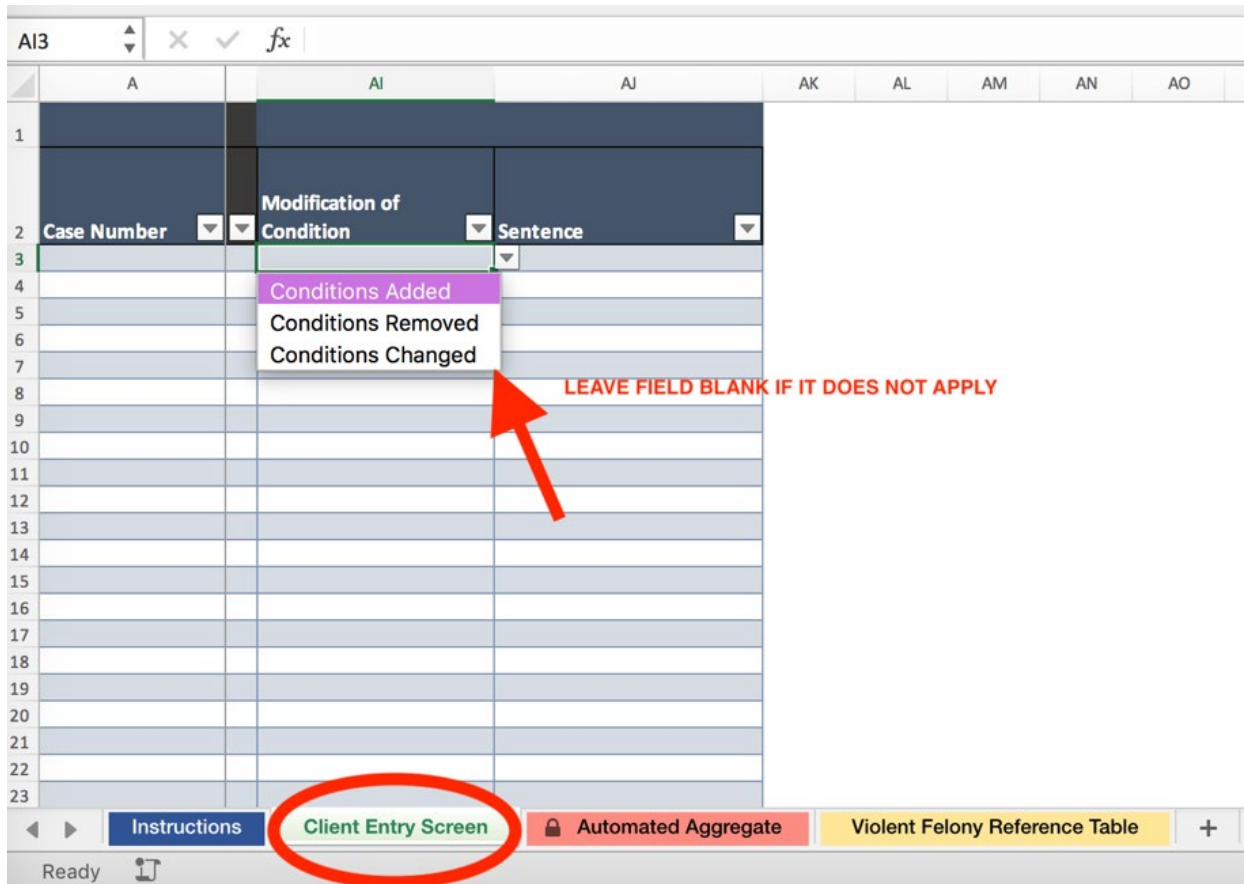 AI3 fx
A AI AJ AK AL AM AN AO
1
Modification of
2 Case Number Condition Sentence
3
4 Conditions Added
5 Conditions Removed
6
7 Conditions Changed
8 LEAVE FIELD BLANK IF IT DOES NOT APPLY
9
10
11
12
13
14
15
16
17
18
19
20
21
22
23
Instructions Client Entry Screen Automated Aggregate Violent Felony Reference Table +
Ready